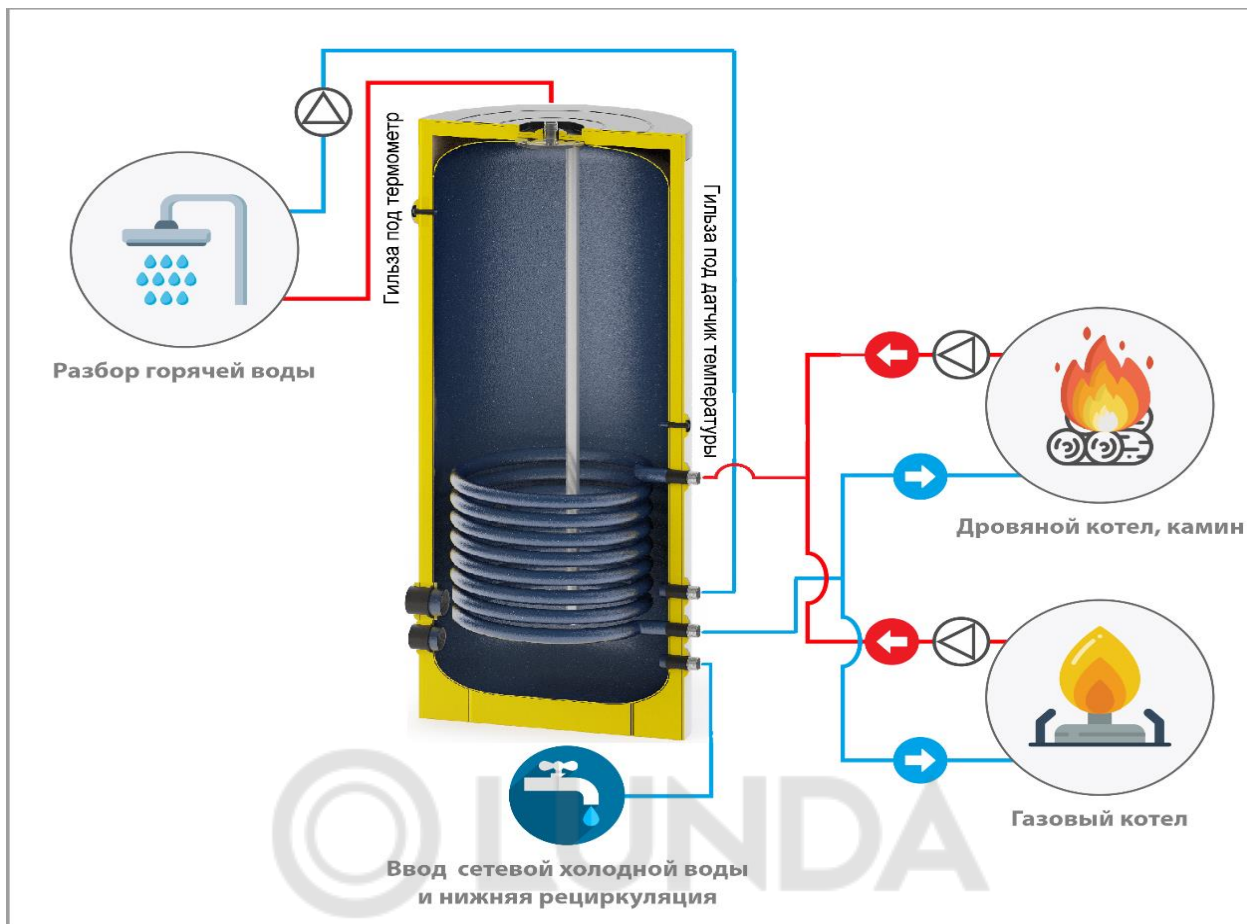 Гильза под термометр
Гильза под датчик температуры
Разбор горячей воды
Дровяной котел, камин
Газовый котел
LUNDA
Ввод сетевой холодной воды
и нижняя рециркуляция